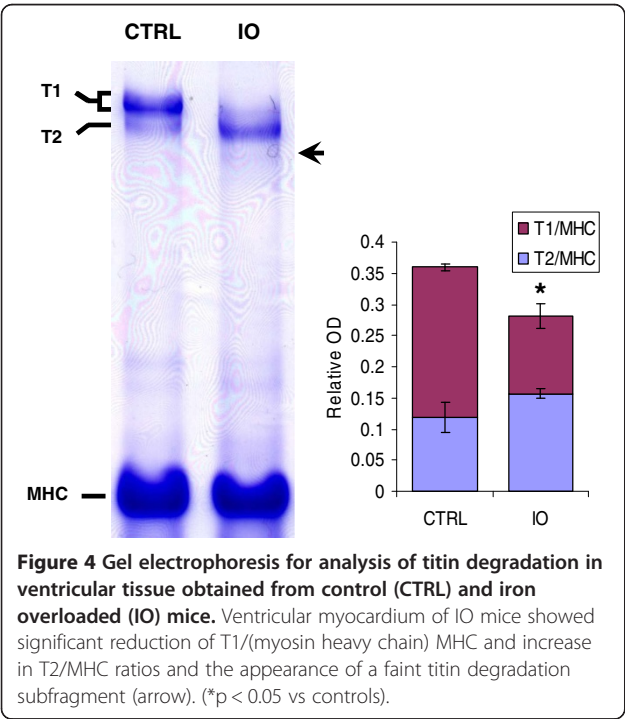 CTRL IO
T1
T2
MHC
T1/MHC
T2/MHC
0.4
0.35
0.3
0.25
0.2
0.15
0.1
0.05
0
Relative OD
*
CTRL IO
Figure 4 Gel electrophoresis for analysis of titin degradation in
ventricular tissue obtained from control (CTRL) and iron
overloaded (IO) mice. Ventricular myocardium of IO mice showed
significant reduction of T1/(myosin heavy chain) MHC and increase
in T2/MHC ratios and the appearance of a faint titin degradation
subfragment (arrow). (*p < 0.05 vs controls).